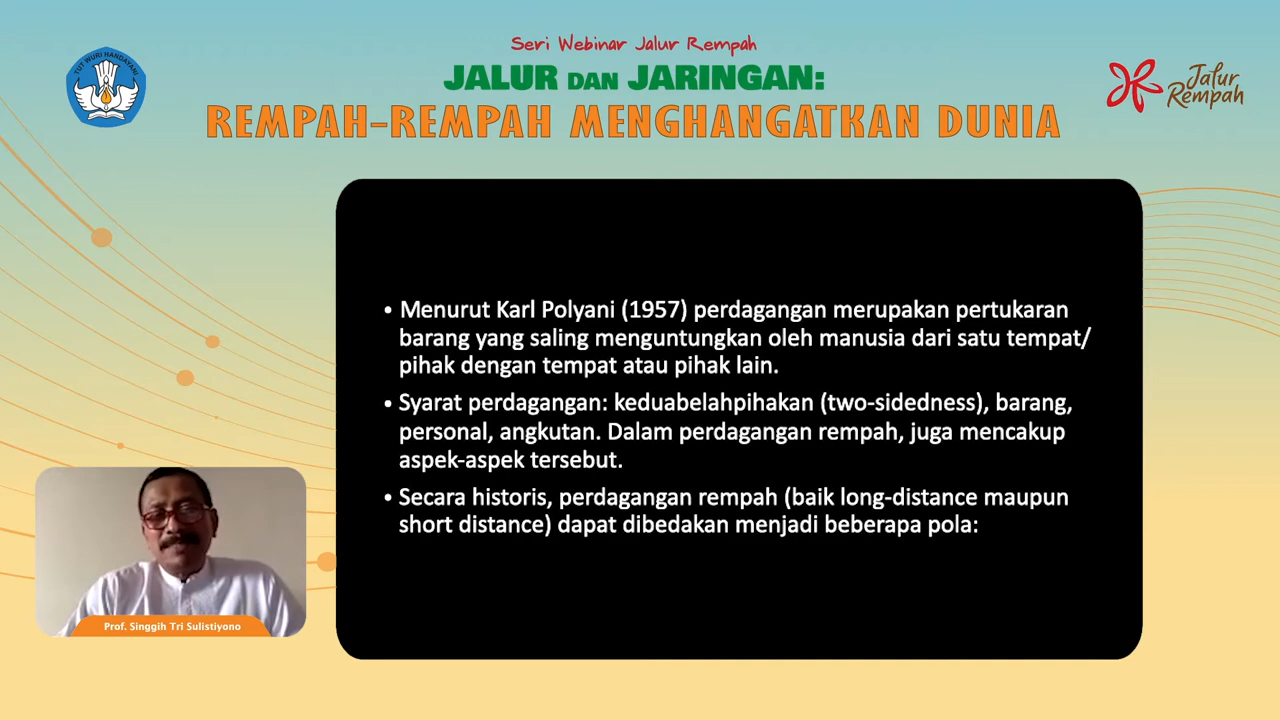 Seri Webinar Jalur Rempah
JALUR DAN JARINGAN:
REMPAH-REMPAH MENGHANGATKAN DUNIA
TUT WURI HANDAYANI
Jalur
Rempah
• Menurut Karl Polyani (1957) perdagangan merupakan pertukaran
barang yang saling menguntungkan oleh manusia dari satu tempat/
pihak dengan tempat atau pihak lain.
• Syarat perdagangan: keduabelahpihakan (two-sidedness), barang,
personal, angkutan. Dalam perdagangan rempah, juga mencakup
aspek-aspek tersebut.
• Secara historis, perdagangan rempah (baik long-distance maupun
short distance) dapat dibedakan menjadi beberapa pola:
Prof. Singgih Tri Sulistiyono